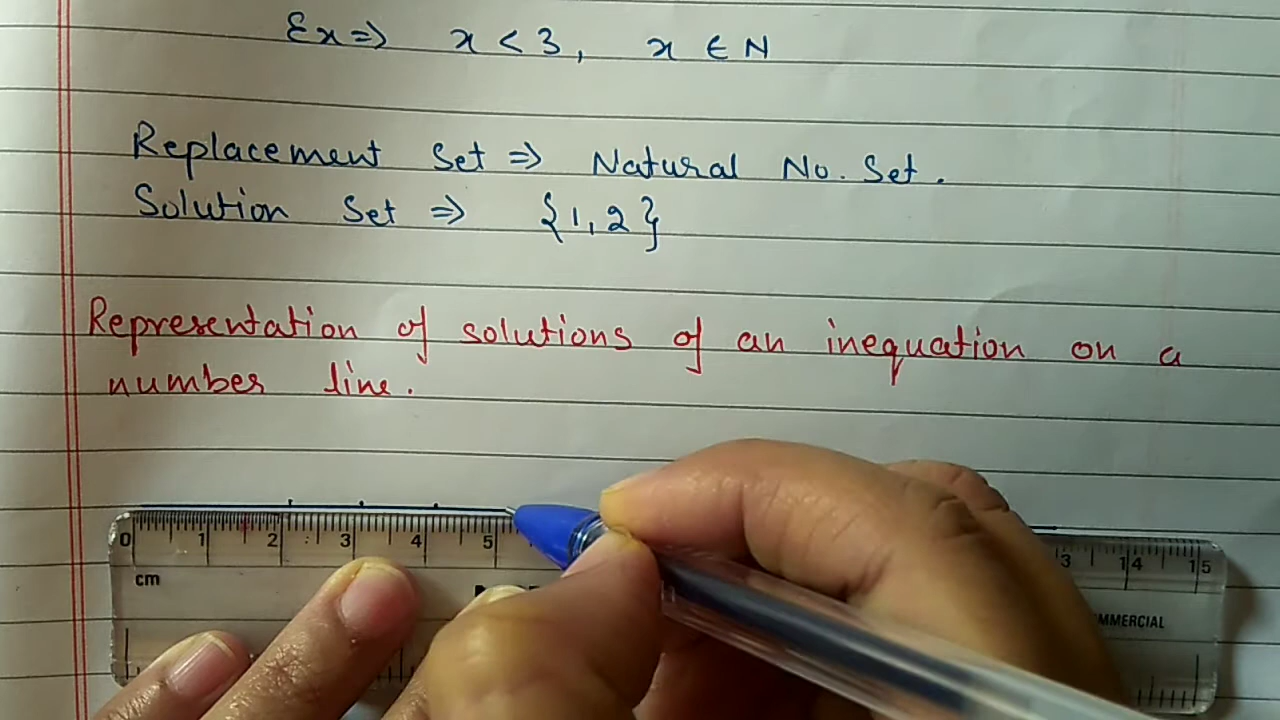 Ex⇒ x < 3, x ∈ N
Replacement Set ⇒ Natural No. Set.
Solution Set ⇒ {1,2}
Representation of solutions of an inequation on a
number line.
0 1 2 3 4 5 3 14 15
cm
MMERCIAL